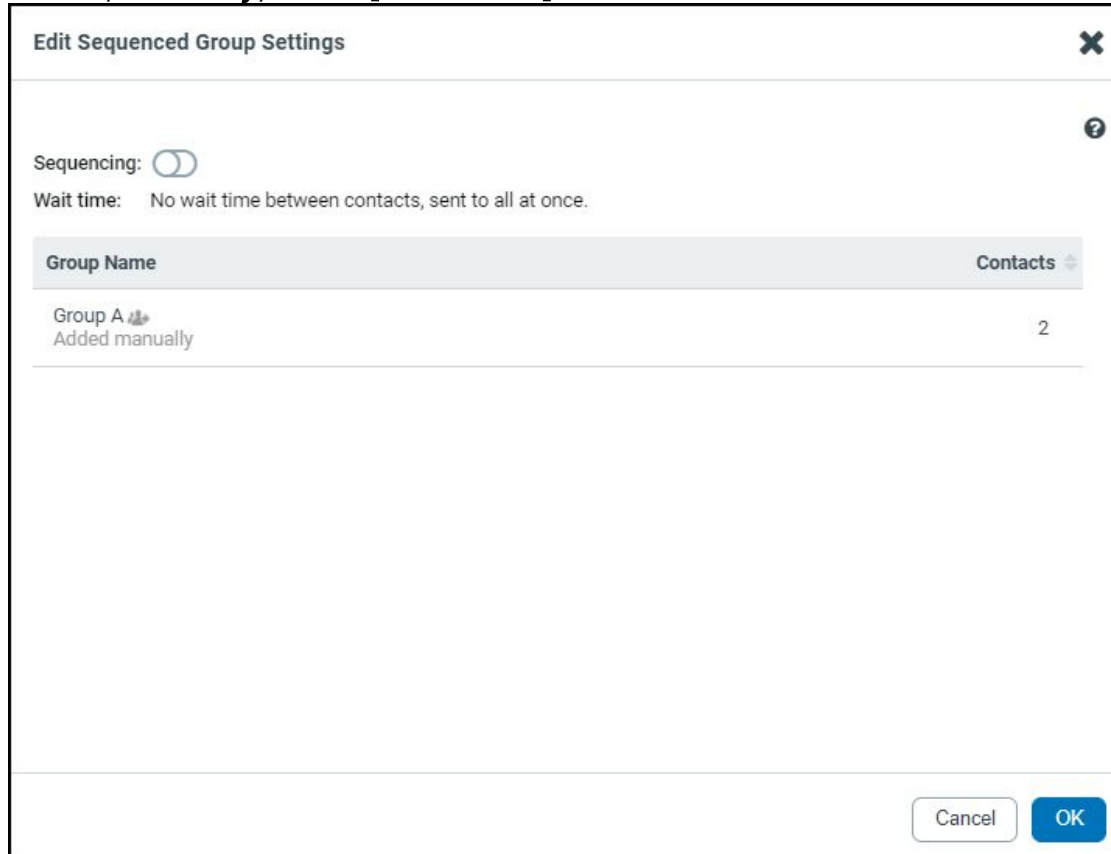 Edit Sequenced Group Settings
Sequencing:
Wait time: No wait time between contacts, sent to all at once.
Group Name Contacts
Group A
Added manually
2
Cancel OK